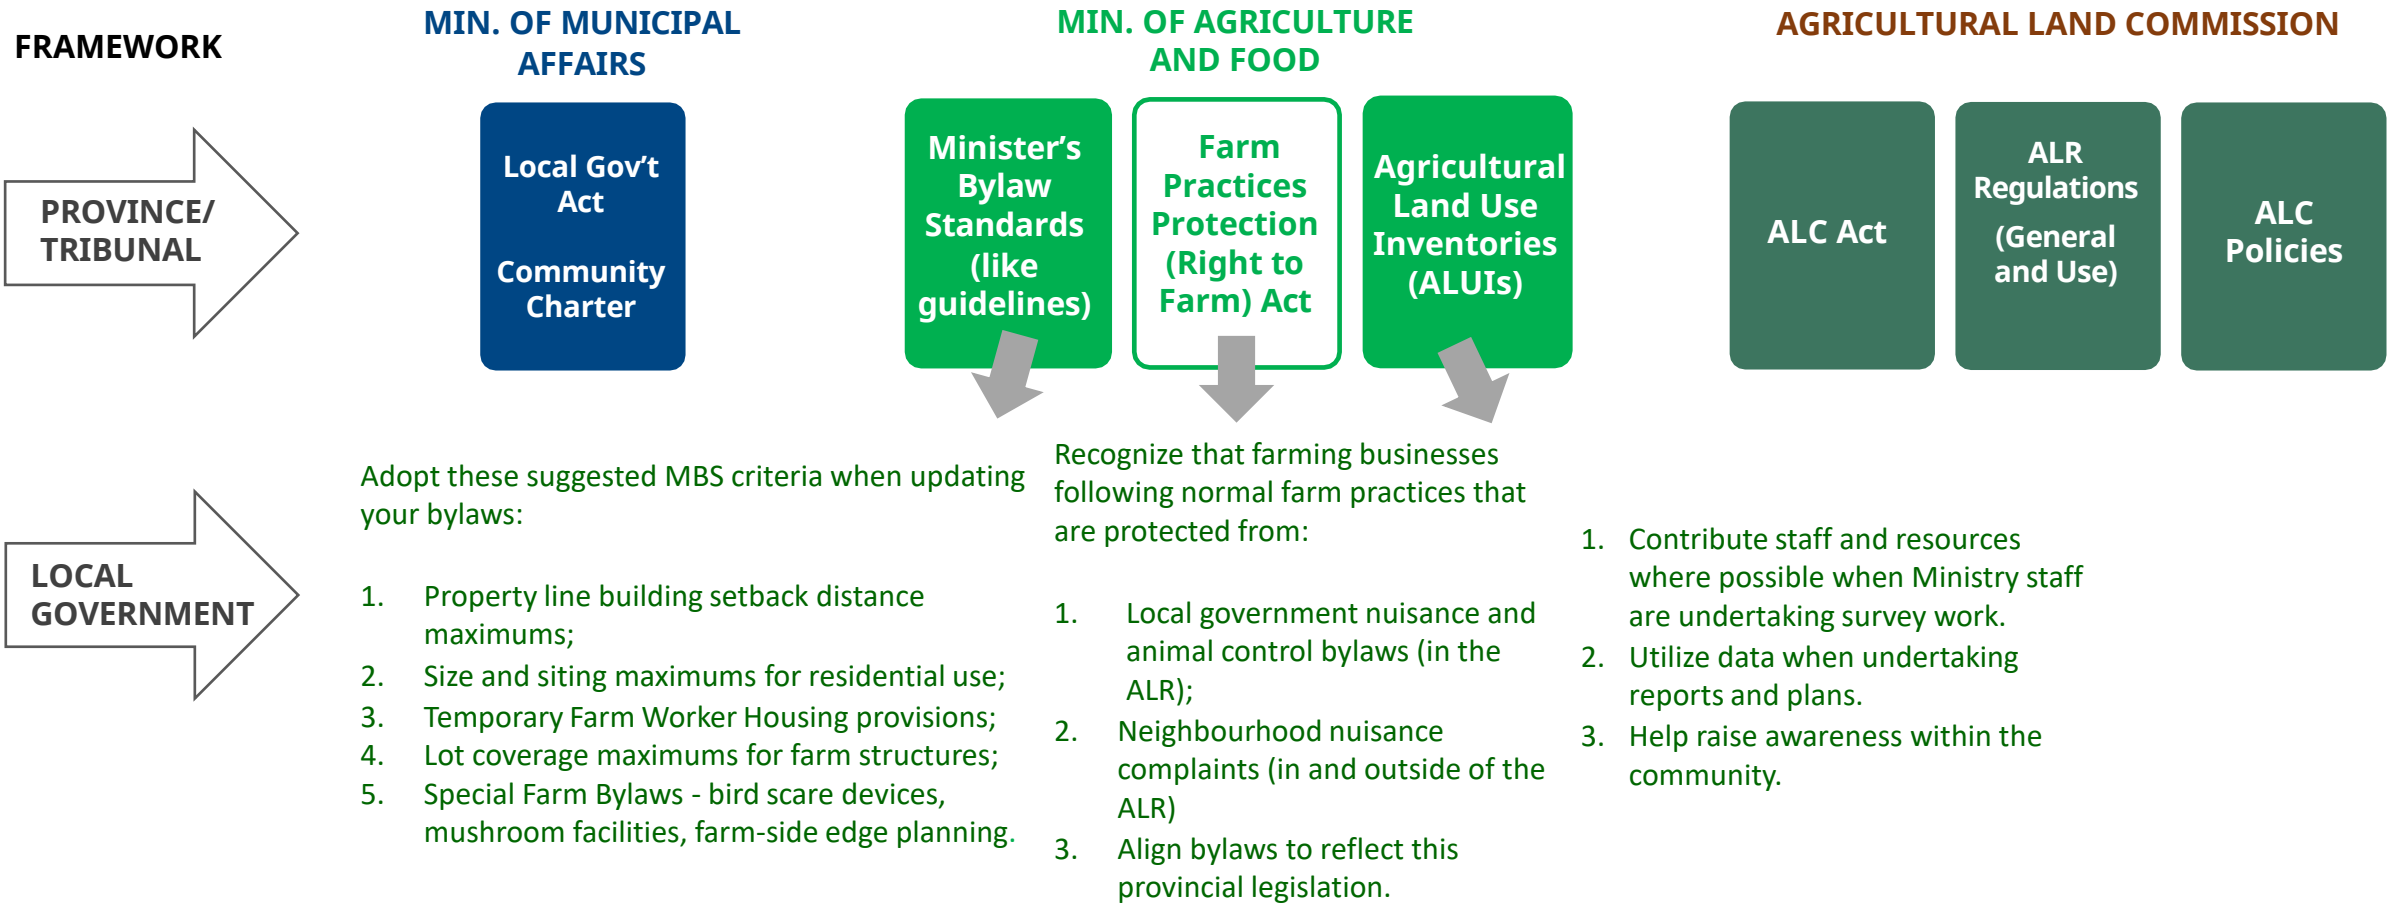 FRAMEWORK
MIN. OF MUNICIPAL
AFFAIRS
MIN. OF AGRICULTURE
AND FOOD
AGRICULTURAL LAND COMMISSION
PROVINCE/
TRIBUNAL
Local Gov’t
Act
Community
Charter
Minister’s
Bylaw
Standards
(like
guidelines)
Farm
Practices
Protection
(Right to
Farm) Act
Agricultural
Land Use
Inventories
(ALUIs)
ALC Act
ALR
Regulations
(General
and Use)
ALC
Policies
LOCAL
GOVERNMENT
Adopt these suggested MBS criteria when updating
your bylaws:
1. Property line building setback distance
maximums;
2. Size and siting maximums for residential use;
3. Temporary Farm Worker Housing provisions;
4. Lot coverage maximums for farm structures;
5. Special Farm Bylaws - bird scare devices,
mushroom facilities, farm-side edge planning.
Recognize that farming businesses
following normal farm practices that
are protected from:
1. Local government nuisance and
animal control bylaws (in the
ALR);
2. Neighbourhood nuisance
complaints (in and outside of the
ALR)
3. Align bylaws to reflect this
provincial legislation.
1. Contribute staff and resources
where possible when Ministry staff
are undertaking survey work.
2. Utilize data when undertaking
reports and plans.
3. Help raise awareness within the
community.